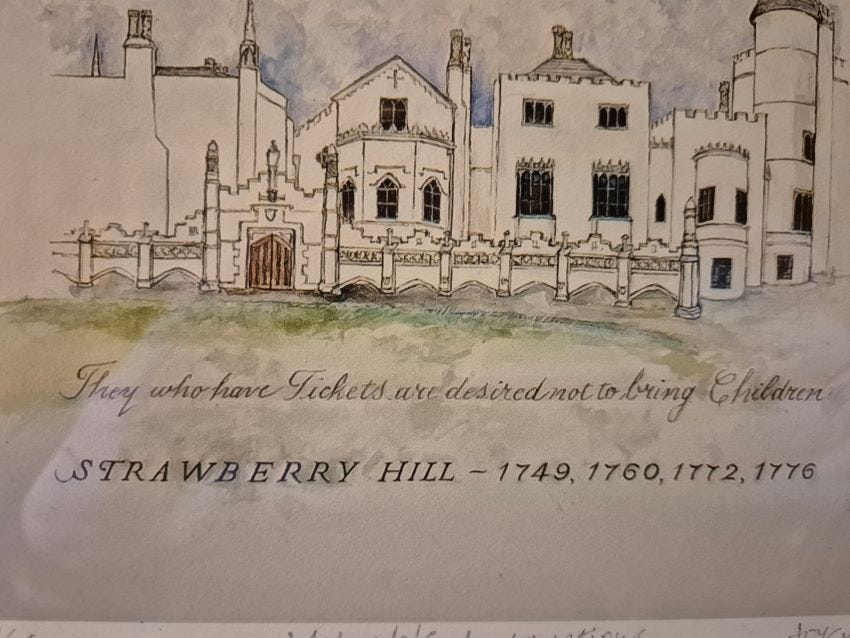 They who have Tickets are desired not to bring Children
STRAWBERRY HILL – 1749, 1760, 1772, 1776